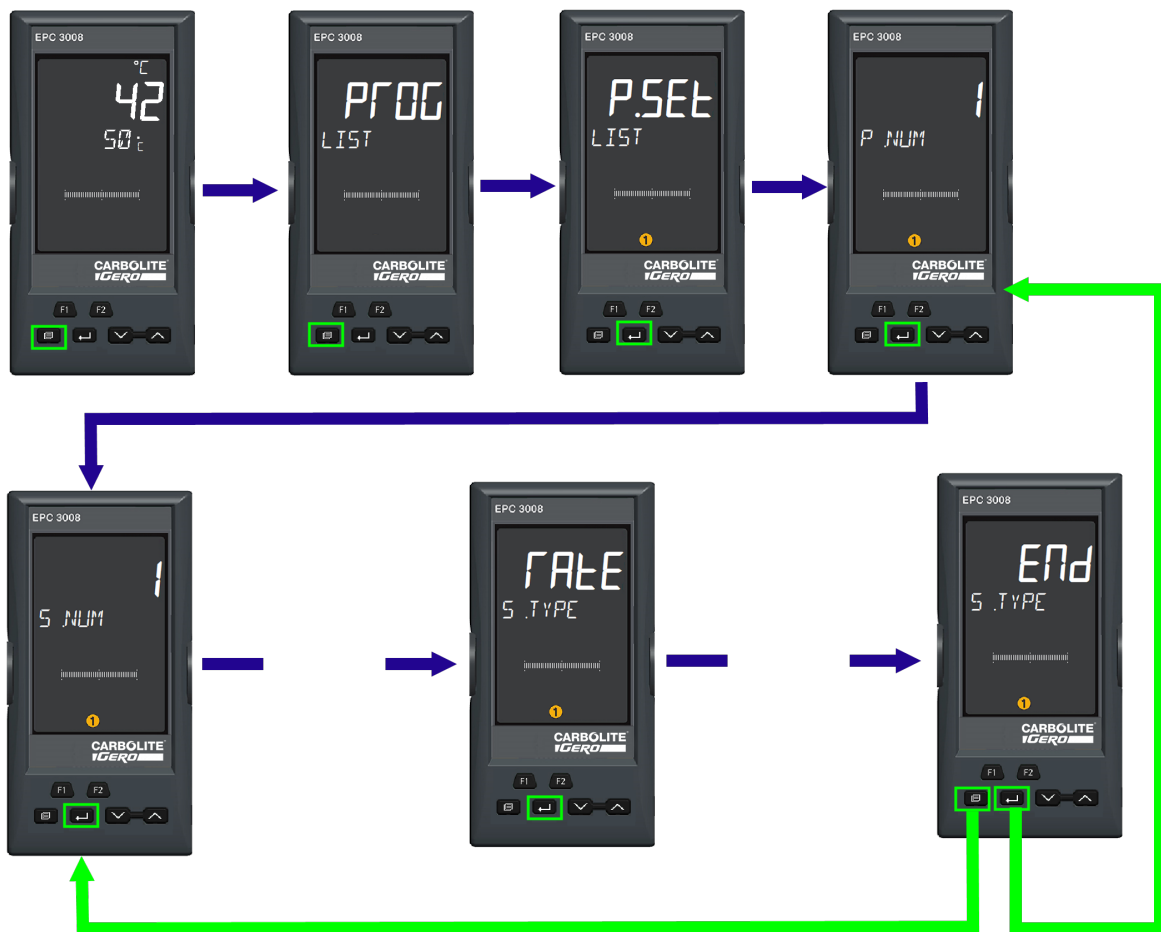 EPC 3008
°C
42
50 °C
CARBOLITE
GERO
F1 F2
EPC 3008
PrOG
LIST
CARBOLITE
GERO
F1 F2
EPC 3008
P.SEt
LIST
1
CARBOLITE
GERO
F1 F2
EPC 3008
1
P.NUM
1
CARBOLITE
GERO
F1 F2
EPC 3008
1
S.NUM
1
CARBOLITE
GERO
F1 F2
EPC 3008
rAtE
S.TYPE
1
CARBOLITE
GERO
F1 F2
EPC 3008
End
S.TYPE
1
CARBOLITE
GERO
F1 F2